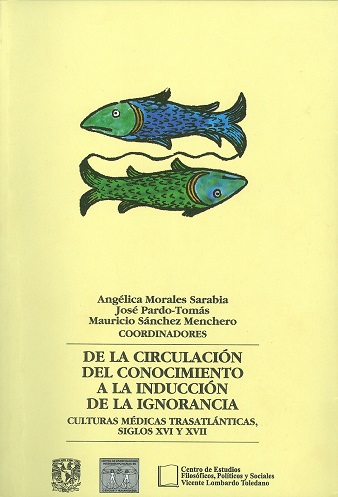 Angélica Morales Sarabia
José Pardo-Tomás
Mauricio Sánchez Menchero
COORDINADORES
DE LA CIRCULACIÓN
DEL CONOCIMIENTO
A LA INDUCCIÓN
DE LA IGNORANCIA
CULTURAS MÉDICAS TRASATLÁNTICAS,
SIGLOS XVI Y XVII
Centro de Estudios
Filosóficos, Políticos y Sociales
Vicente Lombardo Toledano